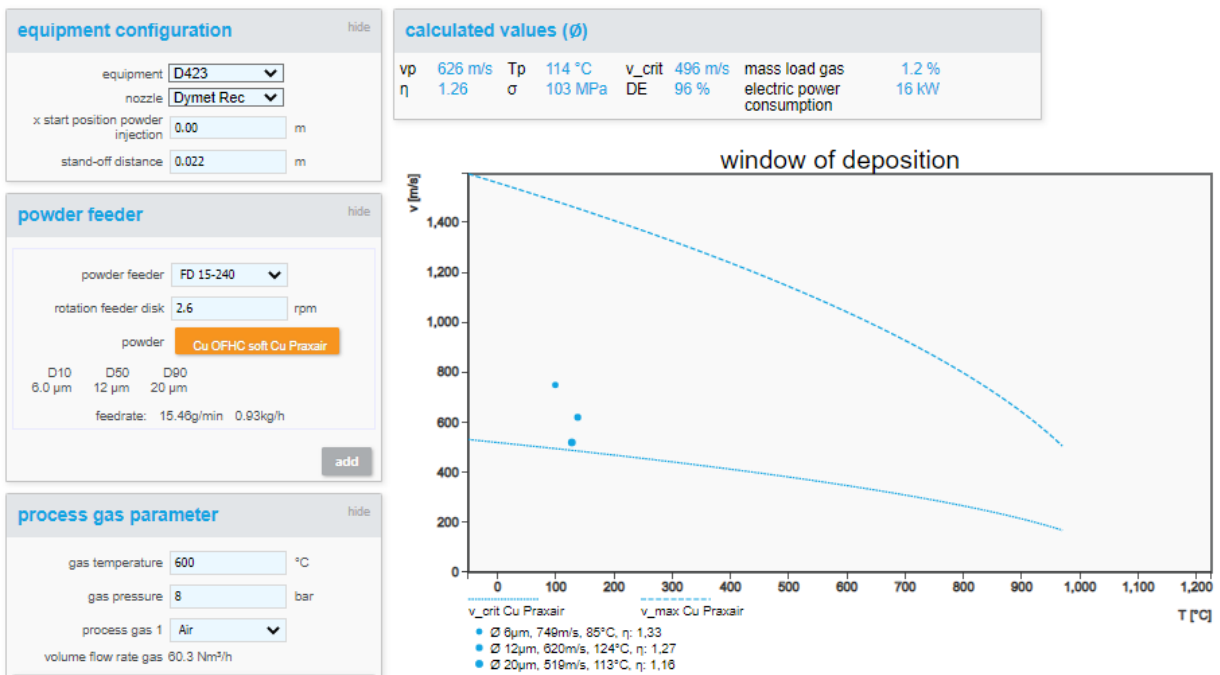 equipment configuration hide
equipment D423
nozzle Dymet Rec
x start position powder
injection 0.00 m
stand-off distance 0.022 m
powder feeder hide
powder feeder FD 15-240
rotation feeder disk 2.6 rpm
powder Cu OFHC soft Cu Praxair
D10 D50 D90
6.0 µm 12 µm 20 µm
feedrate: 15.46g/min 0.93kg/h
add
process gas parameter hide
gas temperature 600 °C
gas pressure 8 bar
process gas 1 Air
volume flow rate gas 60.3 Nm³/h
calculated values (Ø)
vp 626 m/s Tp 114 °C v_crit 496 m/s mass load gas 1.2 %
η 1.26 σ 103 MPa DE 96 % electric power 16 kW
consumption
window of deposition
v [m/s]
1,400
1,200
1,000
800
600
400
200
0
0 100 200 300 400 500 600 700 800 900 1,000 1,100 1,200
T [°C]
v_crit Cu Praxair v_max Cu Praxair
Ø 6µm, 749m/s, 85°C, η: 1,33
Ø 12µm, 620m/s, 124°C, η: 1,27
Ø 20µm, 519m/s, 113°C, η: 1,16